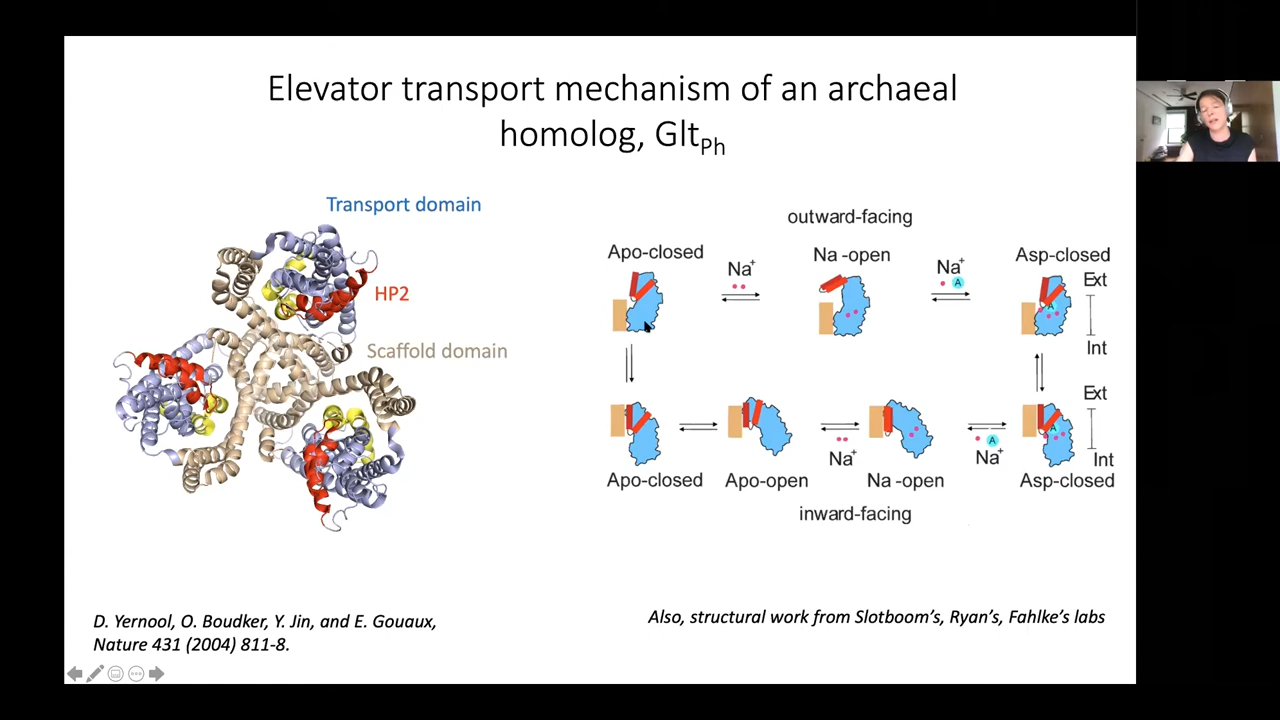 Elevator transport mechanism of an archaeal
homolog, GltPh
Transport domain
HP2
Scaffold domain
outward-facing
Apo-closed
Na+
Na -open
Na+
A
Asp-closed
Ext
Int
A
Ext
Int
A
Na+
A
Na+
Apo-closed
Apo-open
Na -open
Asp-closed
inward-facing
D. Yernool, O. Boudker, Y. Jin, and E. Gouaux,
Nature 431 (2004) 811-8.
Also, structural work from Slotboom's, Ryan's, Fahlke's labs